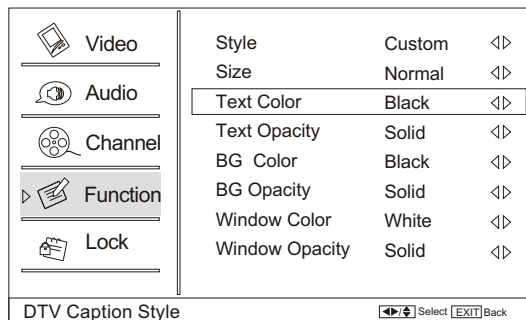 Video
Audio
Channel
Function
Lock
Style Custom
Size Normal
Text Color Black
Text Opacity Solid
BG Color Black
BG Opacity Solid
Window Color White
Window Opacity Solid
DTV Caption Style
/ Select EXIT Back